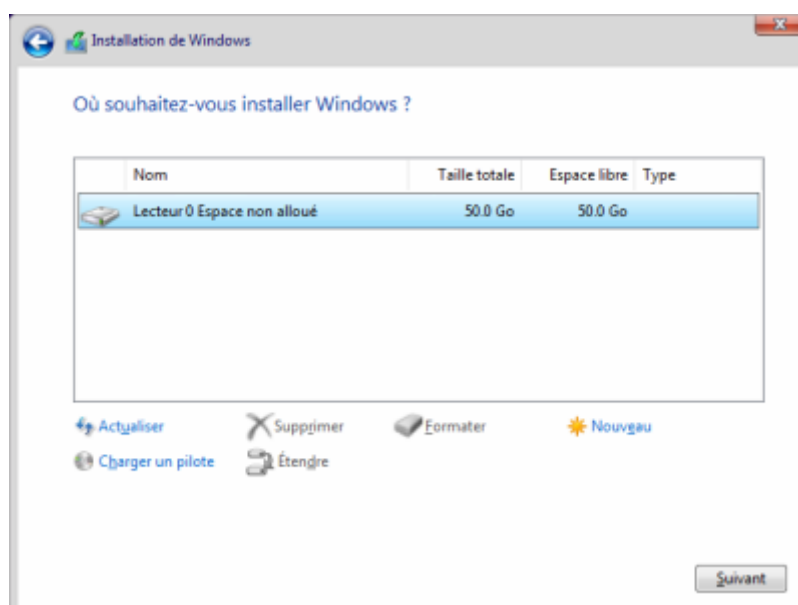 Installation de Windows
Où souhaitez-vous installer Windows ?
Nom Taille totale Espace libre Type
Lecteur 0 Espace non alloué 50.0 Go 50.0 Go
Actualiser Supprimer Formater Nouveau
Charger un pilote Étendre
Suivant